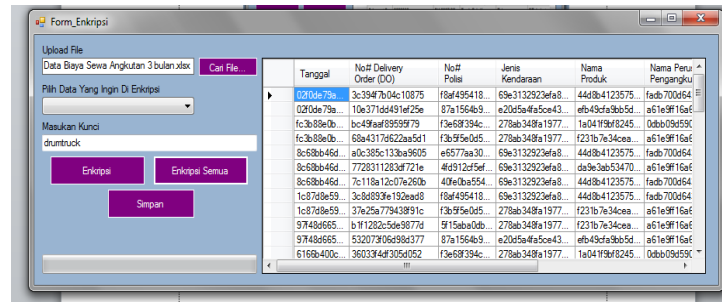 Form_Enkripsi
Upload File
Data Biaya Sewa Angkutan 3 bulan.xlsx
Cari File...
Pilih Data Yang Ingin Di Enkripsi
Masukan Kunci
drumtruck
Enkripsi
Enkripsi Semua
Simpan
Tanggal No# Delivery Order (DO) No# Polisi Jenis Kendaraan Nama Produk Nama Peru Pengangku
02f0de79a... 3c394f7b04c10875 f8af495418... 69e3132923efa8... 44d8b4123575... fadb700d64
02f0de79a... 10e371dd491ef25e 87a1564b9... e20d5a4fa5ce43... efb49cfa9bb5d... a61e9ff16a6
fc3b88e0b... bc49faaf89595f79 f3e68f394c... 278ab348fa1977... 1a041f9bf8245... 0dbb09d590
fc3b88e0b... 68a4317d622aa5d1 f3b5f5e0d5... 278ab348fa1977... f231b7e34cea... a61e9ff16a6
8c68bb46d... a0c385c133ba9605 e6577aa30... 69e3132923efa8... 44d8b4123575... fadb700d64
8c68bb46d... 7728311283df721e 4fd912cf5ef... 69e3132923efa8... da9e3ab53470... a61e9ff16a6
8c68bb46d... 7c118a12c07e260b 40fe0ba554... 69e3132923efa8... 44d8b4123575... fadb700d64
1c87d8e59... 3c8d893fe192ead8 f8af495418... 69e3132923efa8... 44d8b4123575... fadb700d64
1c87d8e59... 37e25a779438f91c f3b5f5e0d5... 278ab348fa1977... f231b7e34cea... a61e9ff16a6
97f48d665... b1f1282c5de9877d 5f15aba0db... 278ab348fa1977... f231b7e34cea... a61e9ff16a6
97f48d665... 532073f06d98d377 87a1564b9... e20d5a4fa5ce43... efb49cfa9bb5d... a61e9ff16a6
6166b400c... 36033f4df305d052 f3e68f394c... 278ab348fa1977... 1a041f9bf8245... 0dbb09d590